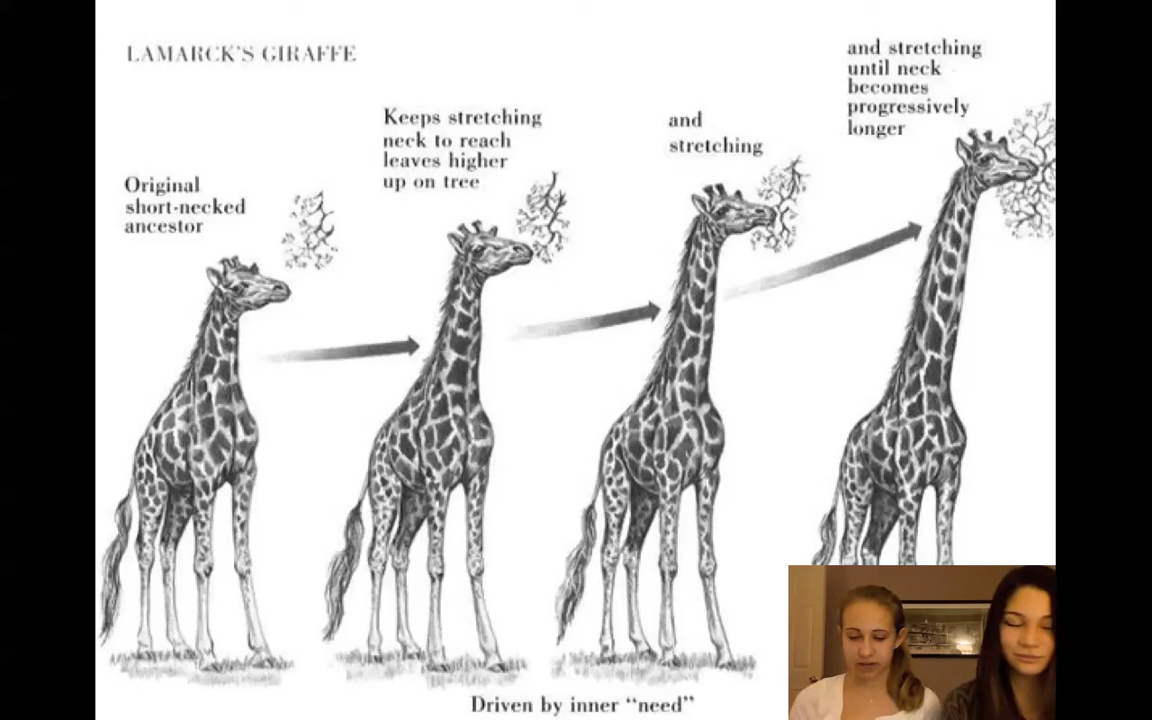 LAMARCK'S GIRAFFE
Original
short-necked
ancestor
Keeps stretching
neck to reach
leaves higher
up on tree
and
stretching
and stretching
until neck
becomes
progressively
longer
Driven by inner “need”